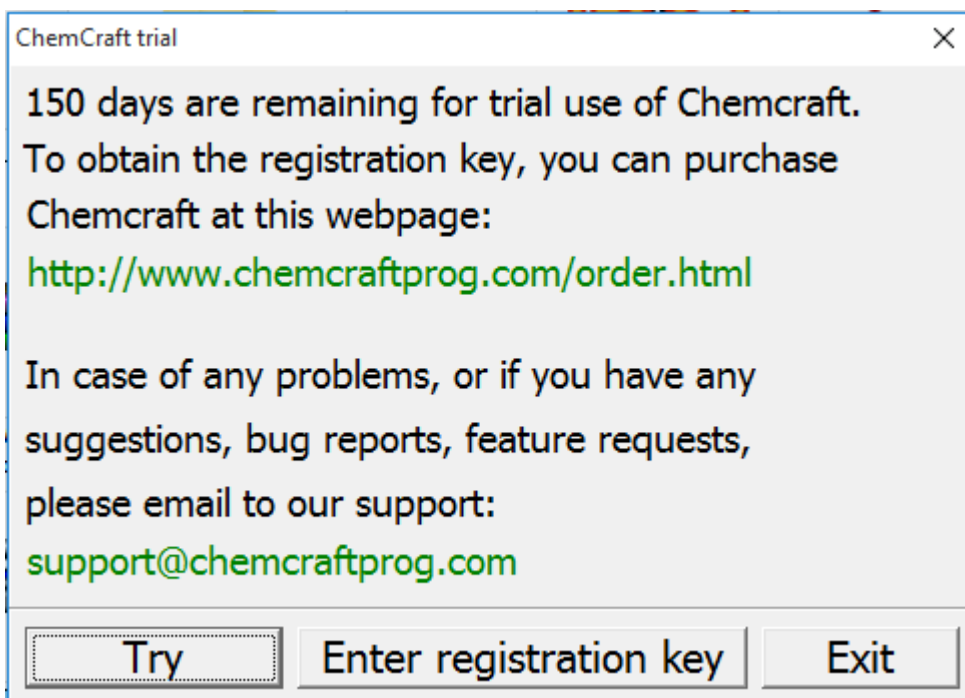 ChemCraft trial
150 days are remaining for trial use of Chemcraft.
To obtain the registration key, you can purchase
Chemcraft at this webpage:
http://www.chemcraftprog.com/order.html
In case of any problems, or if you have any
suggestions, bug reports, feature requests,
please email to our support:
support@chemcraftprog.com
Try
Enter registration key
Exit